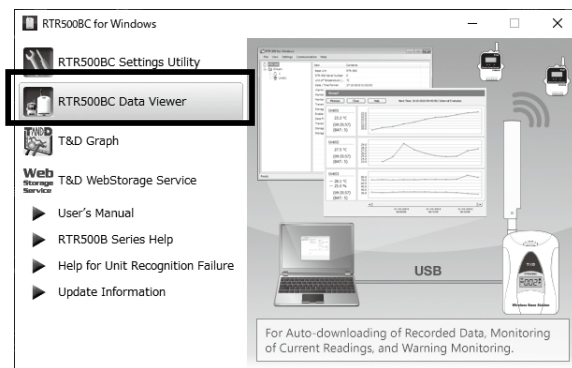 RTR500BC for Windows
RTR500BC Settings Utility
RTR500BC Data Viewer
T&D Graph
Web
Storage
Service
T&D WebStorage Service
User's Manual
RTR500B Series Help
Help for Unit Recognition Failure
Update Information
USB
For Auto-downloading of Recorded Data, Monitoring
of Current Readings, and Warning Monitoring.